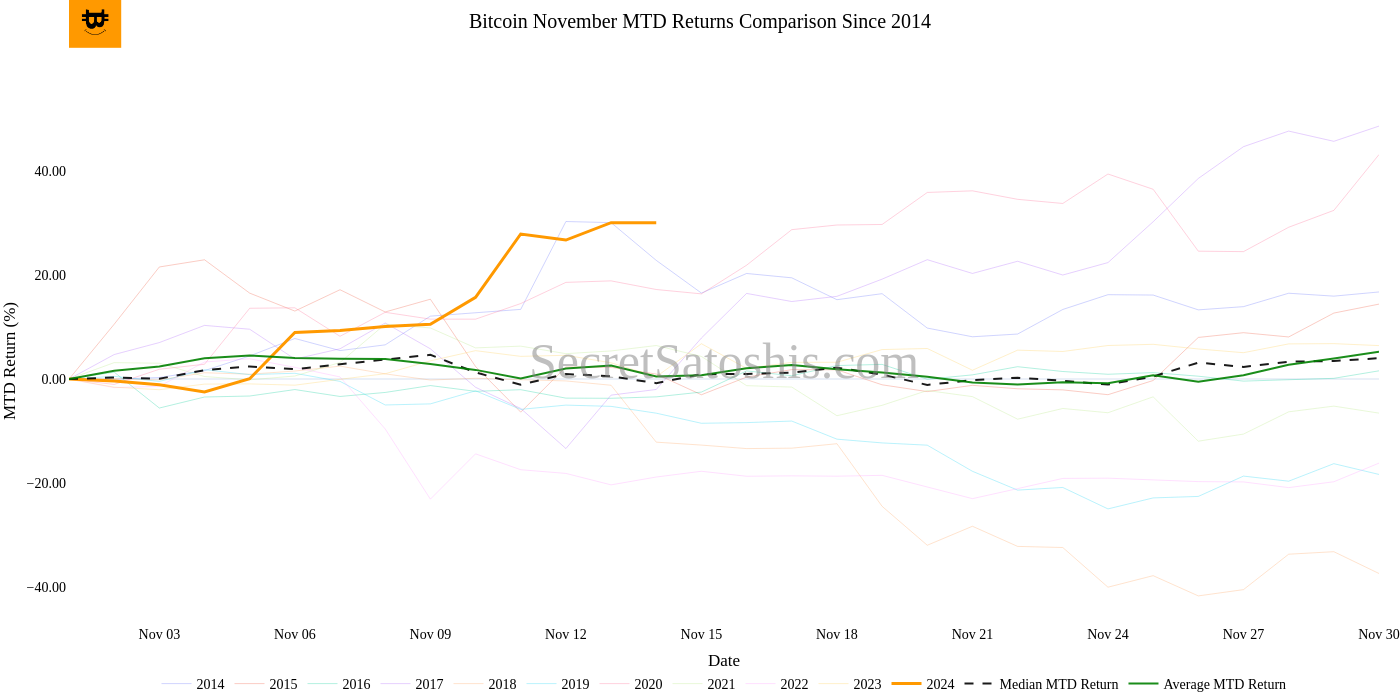 Bitcoin November MTD Returns Comparison Since 2014
MTD Return (%)
40.00
20.00
0.00
−20.00
−40.00
SecretSatoshis.com
Nov 03 Nov 06 Nov 09 Nov 12 Nov 15 Nov 18 Nov 21 Nov 24 Nov 27 Nov 30
Date
2014 2015 2016 2017 2018 2019 2020 2021 2022 2023 2024 Median MTD Return Average MTD Return